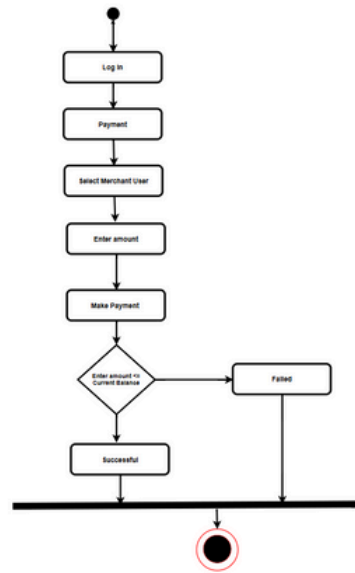 Log In
Payment
Select Merchant User
Enter amount
Make Payment
Enter amount <=
Current Balance
Failed
Successful